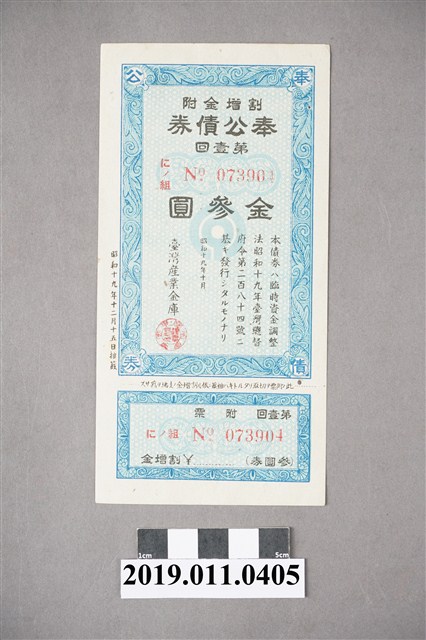 奉公債券
割增金附
奉公債券
第壹回
に組
№ 073904
金參圓
本債券ハ臨時資金調整
法昭和十九年臺灣總督
府令第二百八十四號ニ
基キ發行シタルモノナリ
昭和十九年十月
臺灣產業金庫
昭和十九年十二月十五日抽籤
第壹回 附票
に組 № 073904
(參圓券) ¥割增金
1cm 5cm
2019.011.0405